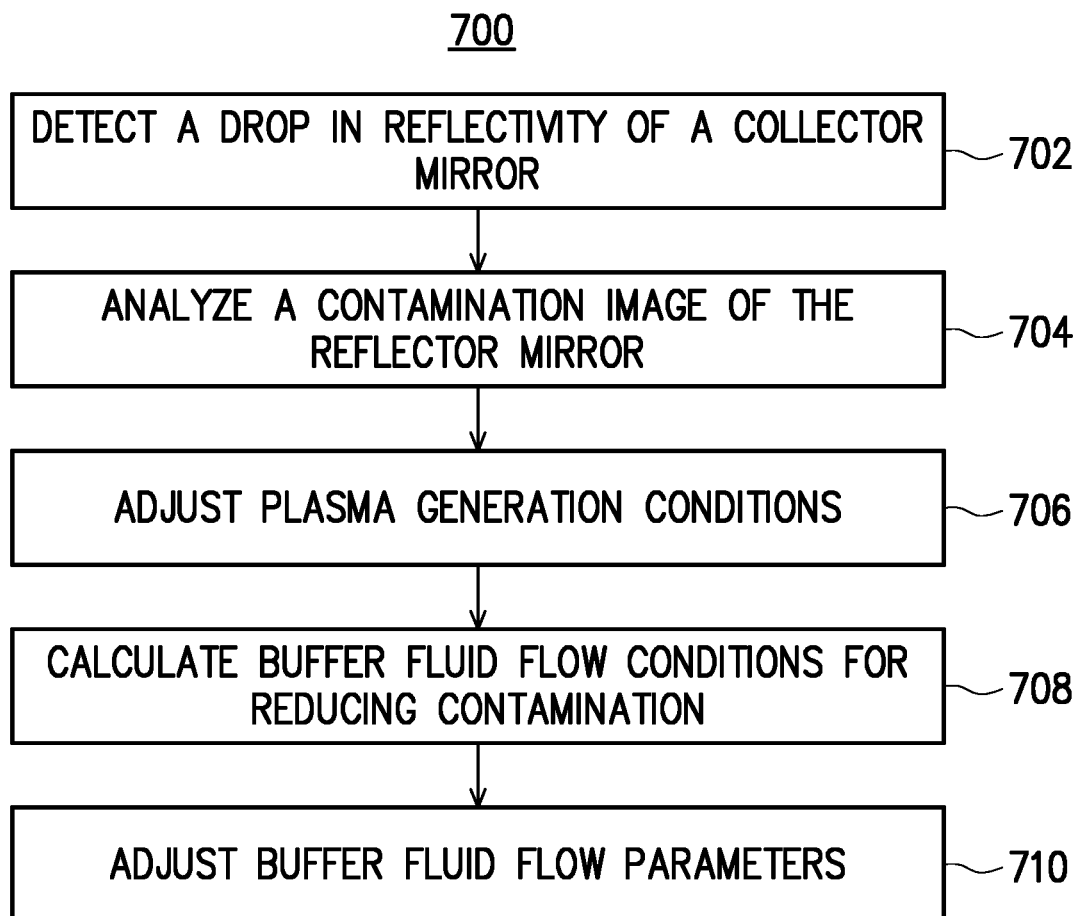 700
DETECT A DROP IN REFLECTIVITY OF A COLLECTOR
MIRROR
702
ANALYZE A CONTAMINATION IMAGE OF THE
REFLECTOR MIRROR
704
ADJUST PLASMA GENERATION CONDITIONS
706
CALCULATE BUFFER FLUID FLOW CONDITIONS FOR
REDUCING CONTAMINATION
708
ADJUST BUFFER FLUID FLOW PARAMETERS
710